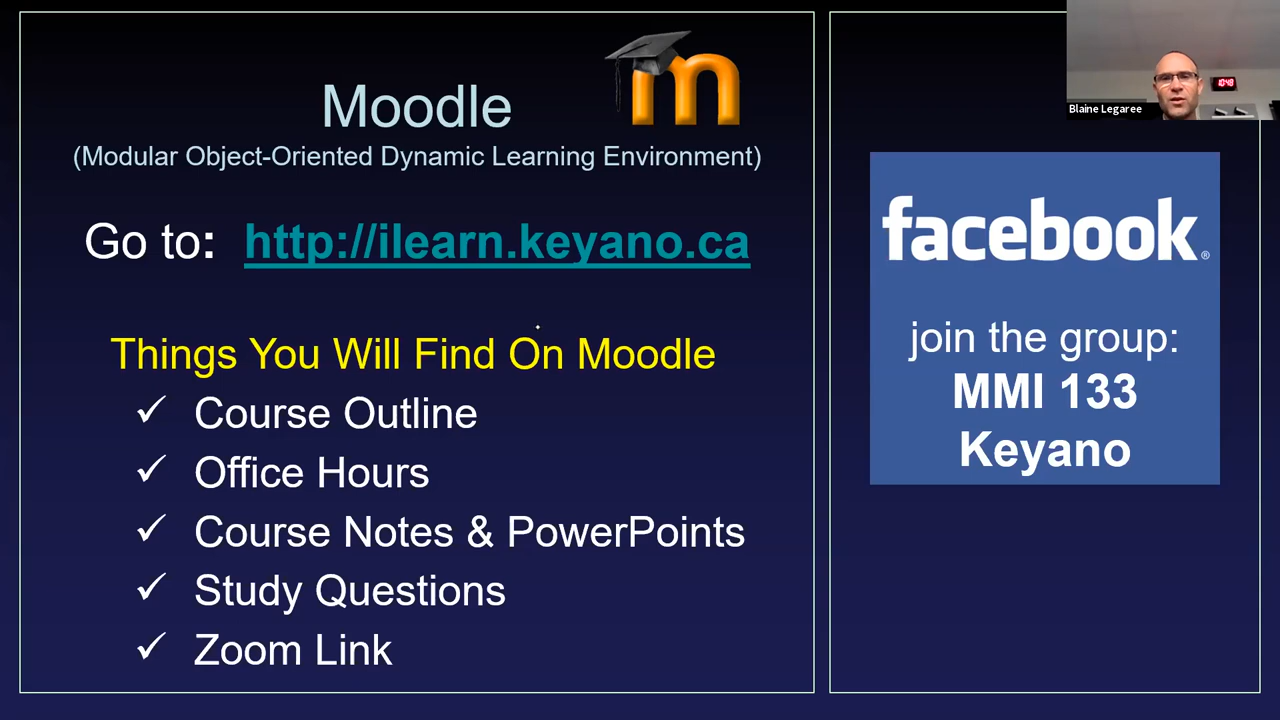 Moodle
(Modular Object-Oriented Dynamic Learning Environment)
Go to: http://ilearn.keyano.ca
Things You Will Find On Moodle
✓ Course Outline
✓ Office Hours
✓ Course Notes & PowerPoints
✓ Study Questions
✓ Zoom Link
10:48
Blaine Legaree
facebook®
join the group:
MMI 133
Keyano